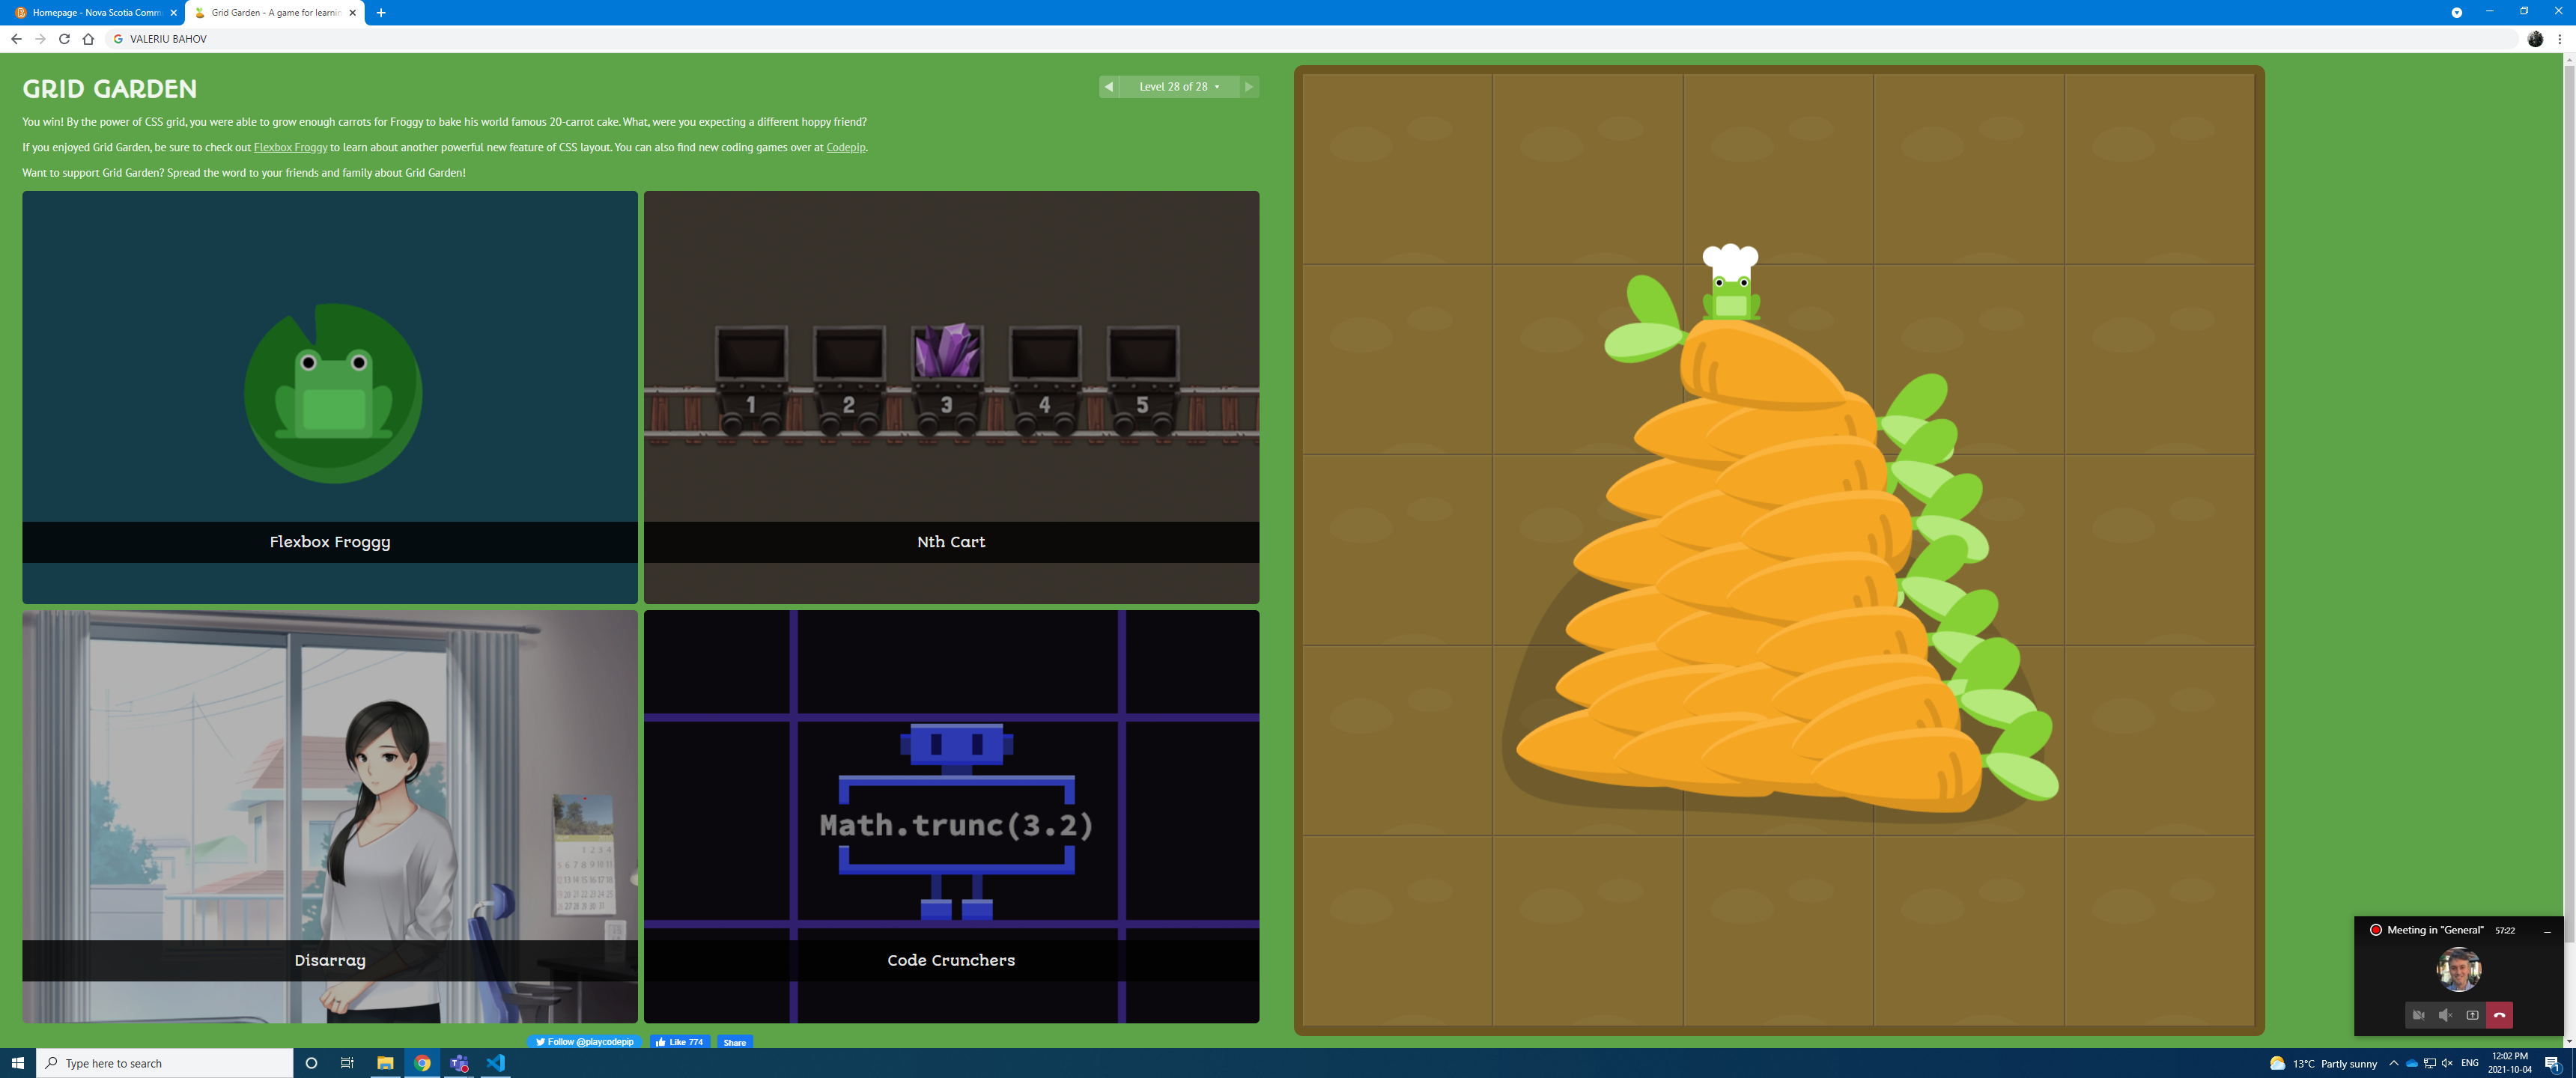 Homepage - Nova Scotia Comm
Grid Garden - A game for learnin
VALERIU BAHOV
GRID GARDEN
Level 28 of 28
You win! By the power of CSS grid, you were able to grow enough carrots for Froggy to bake his world famous 20-carrot cake. What, were you expecting a different hoppy friend?
If you enjoyed Grid Garden, be sure to check out Flexbox Froggy to learn about another powerful new feature of CSS layout. You can also find new coding games over at Codepip.
Want to support Grid Garden? Spread the word to your friends and family about Grid Garden!
1 2 3 4 5
Flexbox Froggy
Nth Cart
Math.trunc(3.2)
Disarray
Code Crunchers
Meeting in "General" 57:22
Follow @playcodepip
Like 774
Share
Type here to search
13°C Partly sunny
ENG
12:02 PM
2021-10-04
1